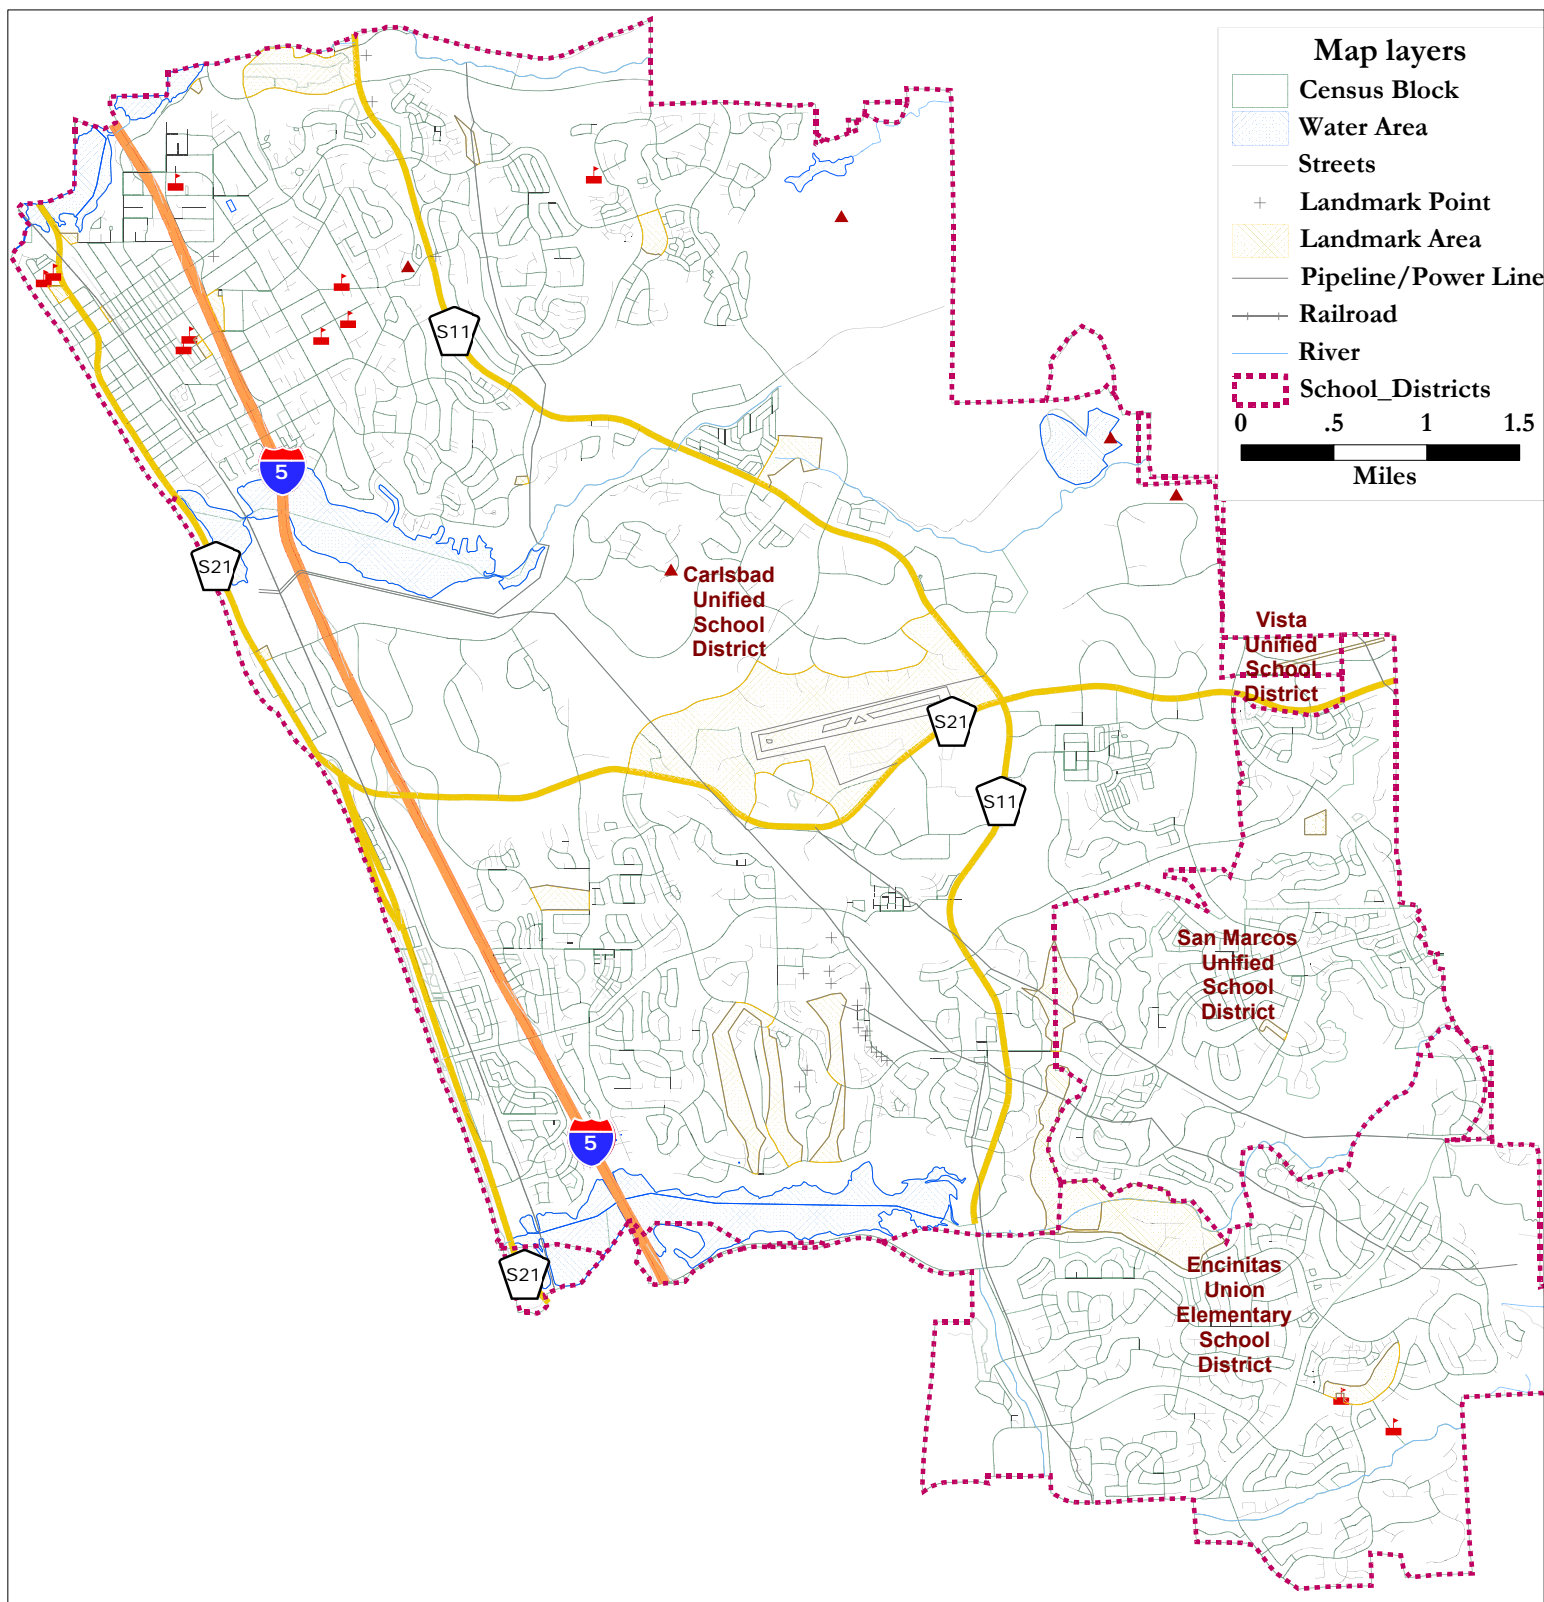 Map layers
Census Block
Water Area
Streets
Landmark Point
Landmark Area
Pipeline/Power Line
Railroad
River
School_Districts
0 .5 1 1.5
Miles
S11
5
S21
Carlsbad
Unified
School
District
Vista
Unified
School
District
S21
S11
San Marcos
Unified
School
District
5
S21
Encinitas
Union
Elementary
School
District